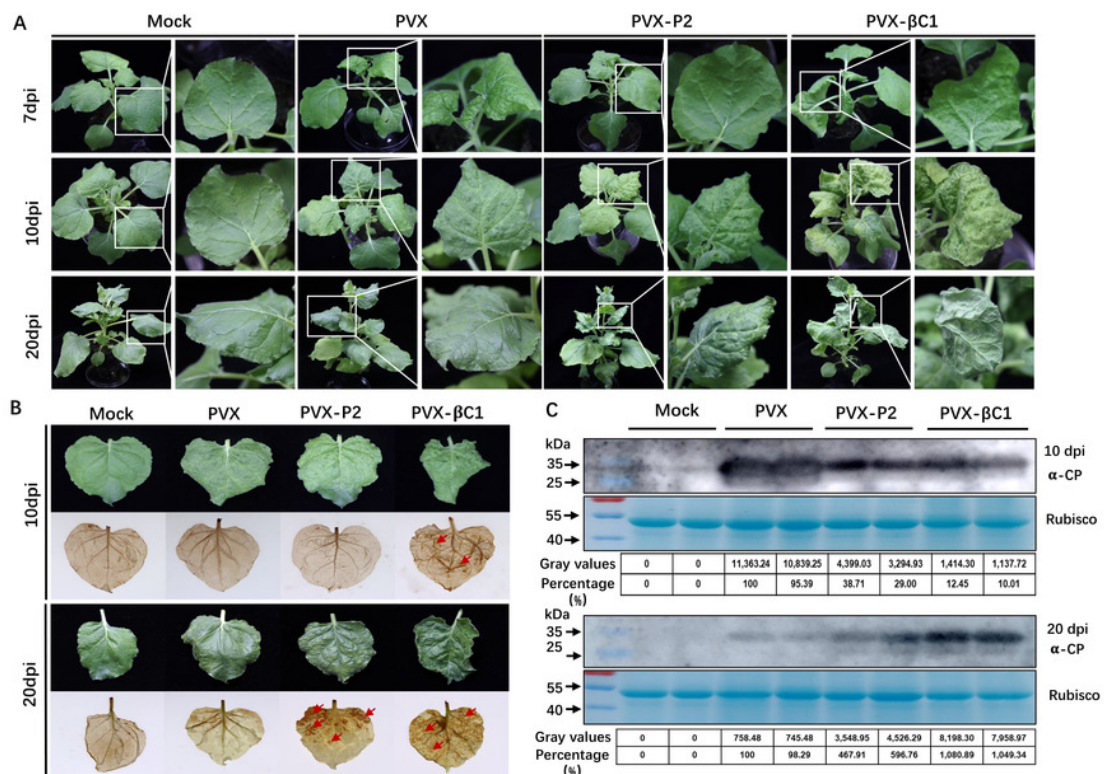 A
Mock PVX PVX-P2 PVX-βC1
7dpi
10dpi
20dpi
B
Mock PVX PVX-P2 PVX-βC1
10dpi
20dpi
C
Mock PVX PVX-P2 PVX-βC1
kDa
35
25
10 dpi
α-CP
55
40
Rubisco
Gray values 0 0 11,363.24 10,839.25 4,399.03 3,294.93 1,414.30 1,137.72
Percentage 0 0 100 95.39 38.71 29.00 12.45 10.01
(%)
kDa
35
25
20 dpi
α-CP
55
40
Rubisco
Gray values 0 0 758.48 745.48 3,548.95 4,526.29 8,198.30 7,958.97
Percentage 0 0 100 98.29 467.91 596.76 1,080.89 1,049.34
(%)